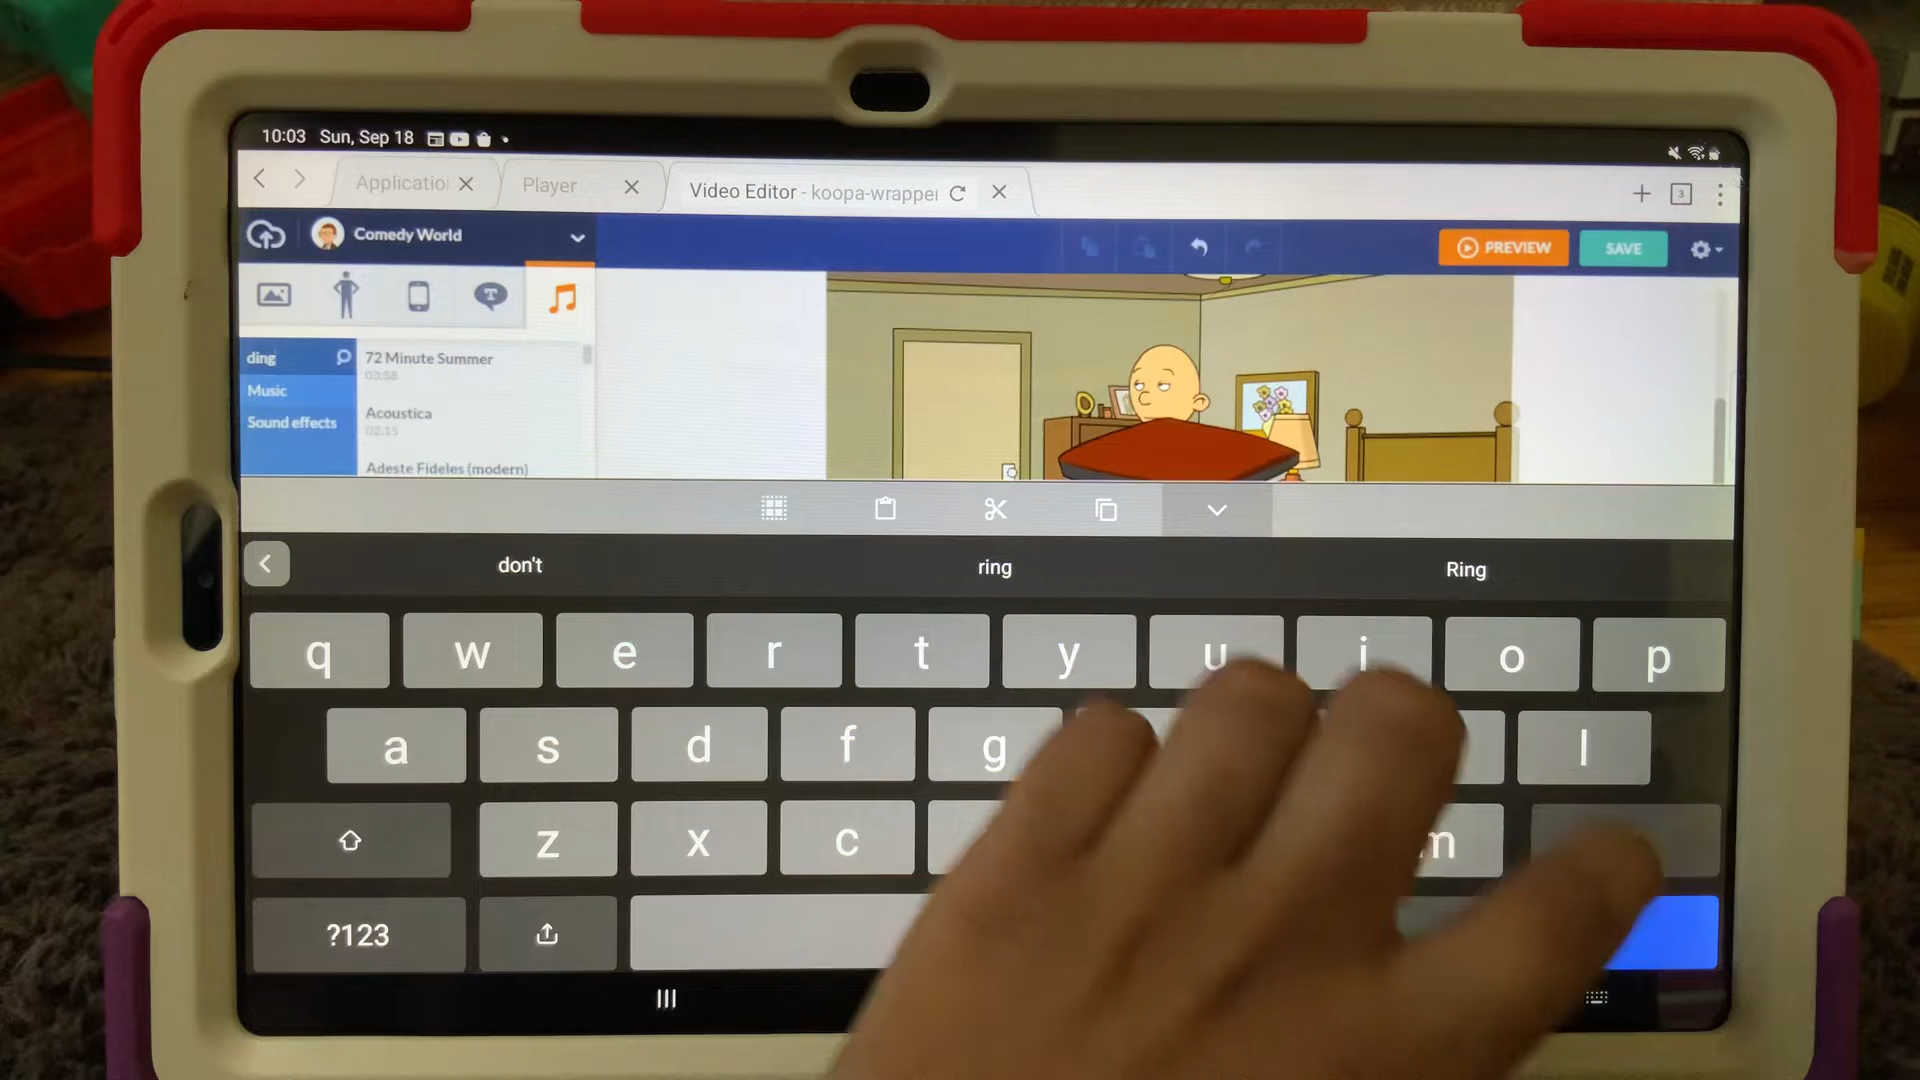 10:03 Sun, Sep 18
Applicatio
Player
Video Editor - koopa-wrapper
3
Comedy World
PREVIEW
SAVE
T
ding
72 Minute Summer
03:58
Music
Sound effects
Acoustica
02:15
Adeste Fideles (modern)
don't ring Ring
q w e r t y u i o p
a s d f g l
z x c m
?123